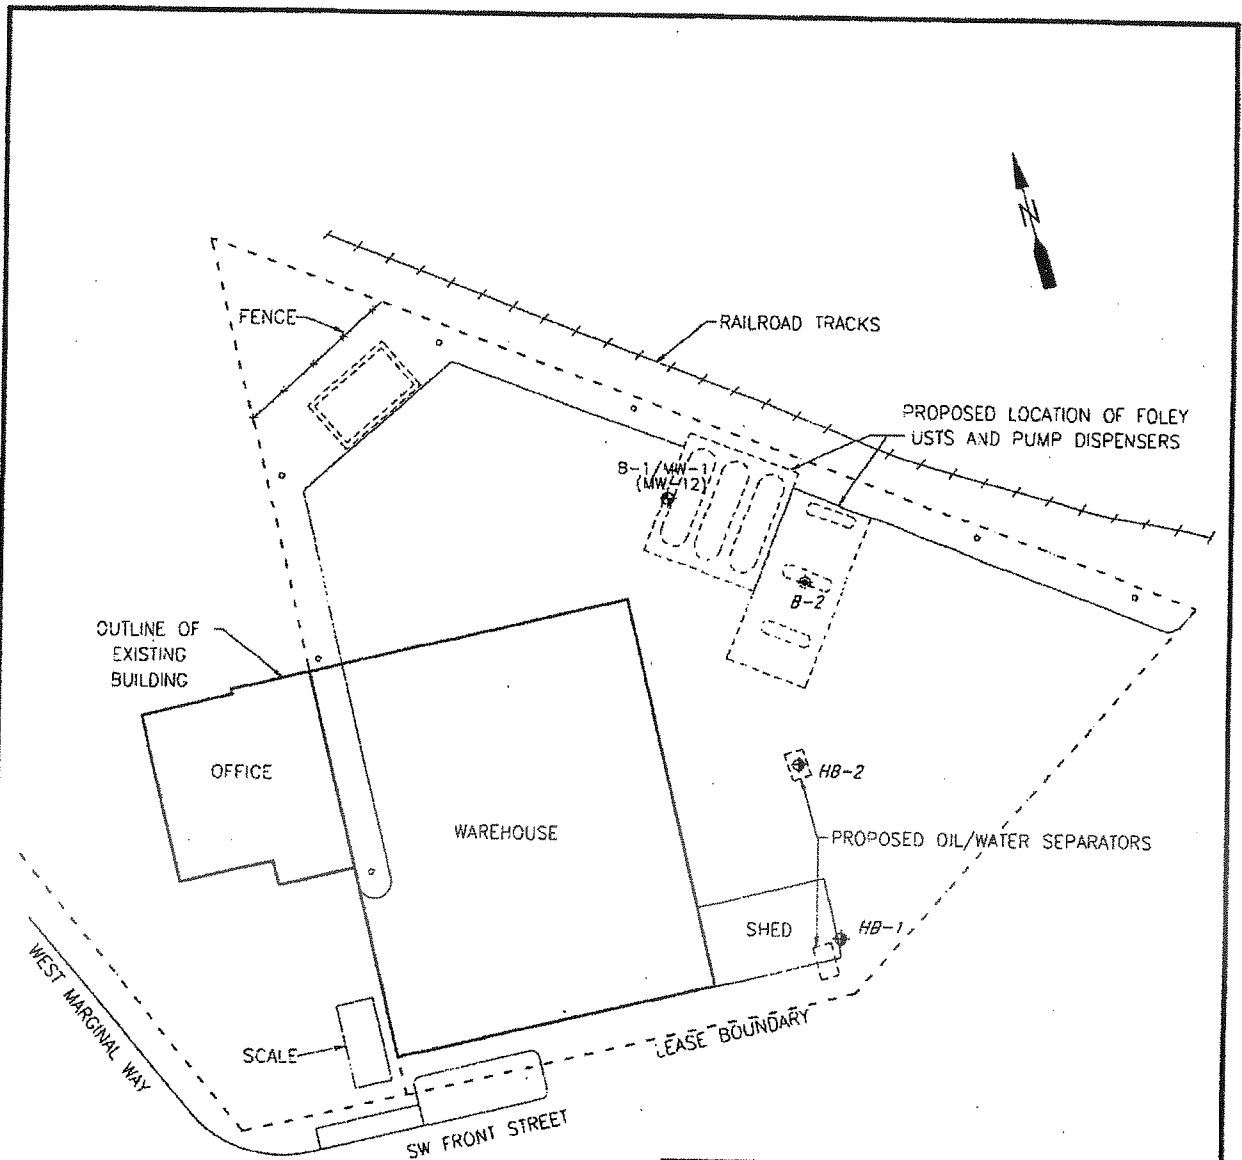 N
FENCE
RAILROAD TRACKS
PROPOSED LOCATION OF FOLEY
USTS AND PUMP DISPENSERS
B-1/MW-1
(MW-12)
B-2
OUTLINE OF
EXISTING
BUILDING
OFFICE
WAREHOUSE
HB-2
PROPOSED OIL/WATER SEPARATORS
SHED
HB-1
WEST MARGINAL WAY
SCALE
LEASE BOUNDARY
SW FRONT STREET